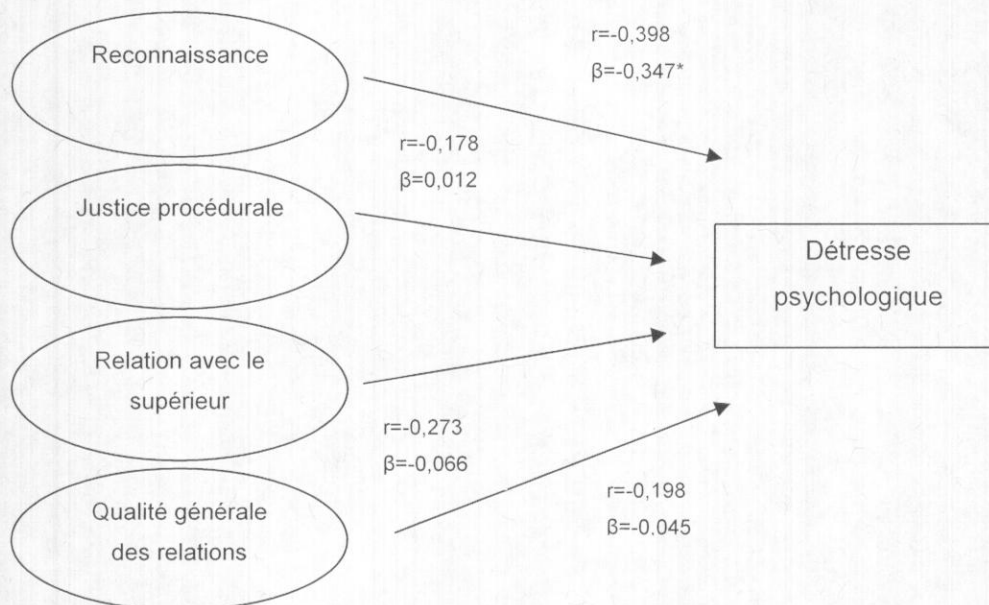 Reconnaissance
r=-0,398
β=-0,347*
r=-0,178
β=0,012
Justice procédurale
Détresse
psychologique
Relation avec le
supérieur
r=-0,273
β=-0,066
Qualité générale
des relations
r=-0,198
β=-0,045